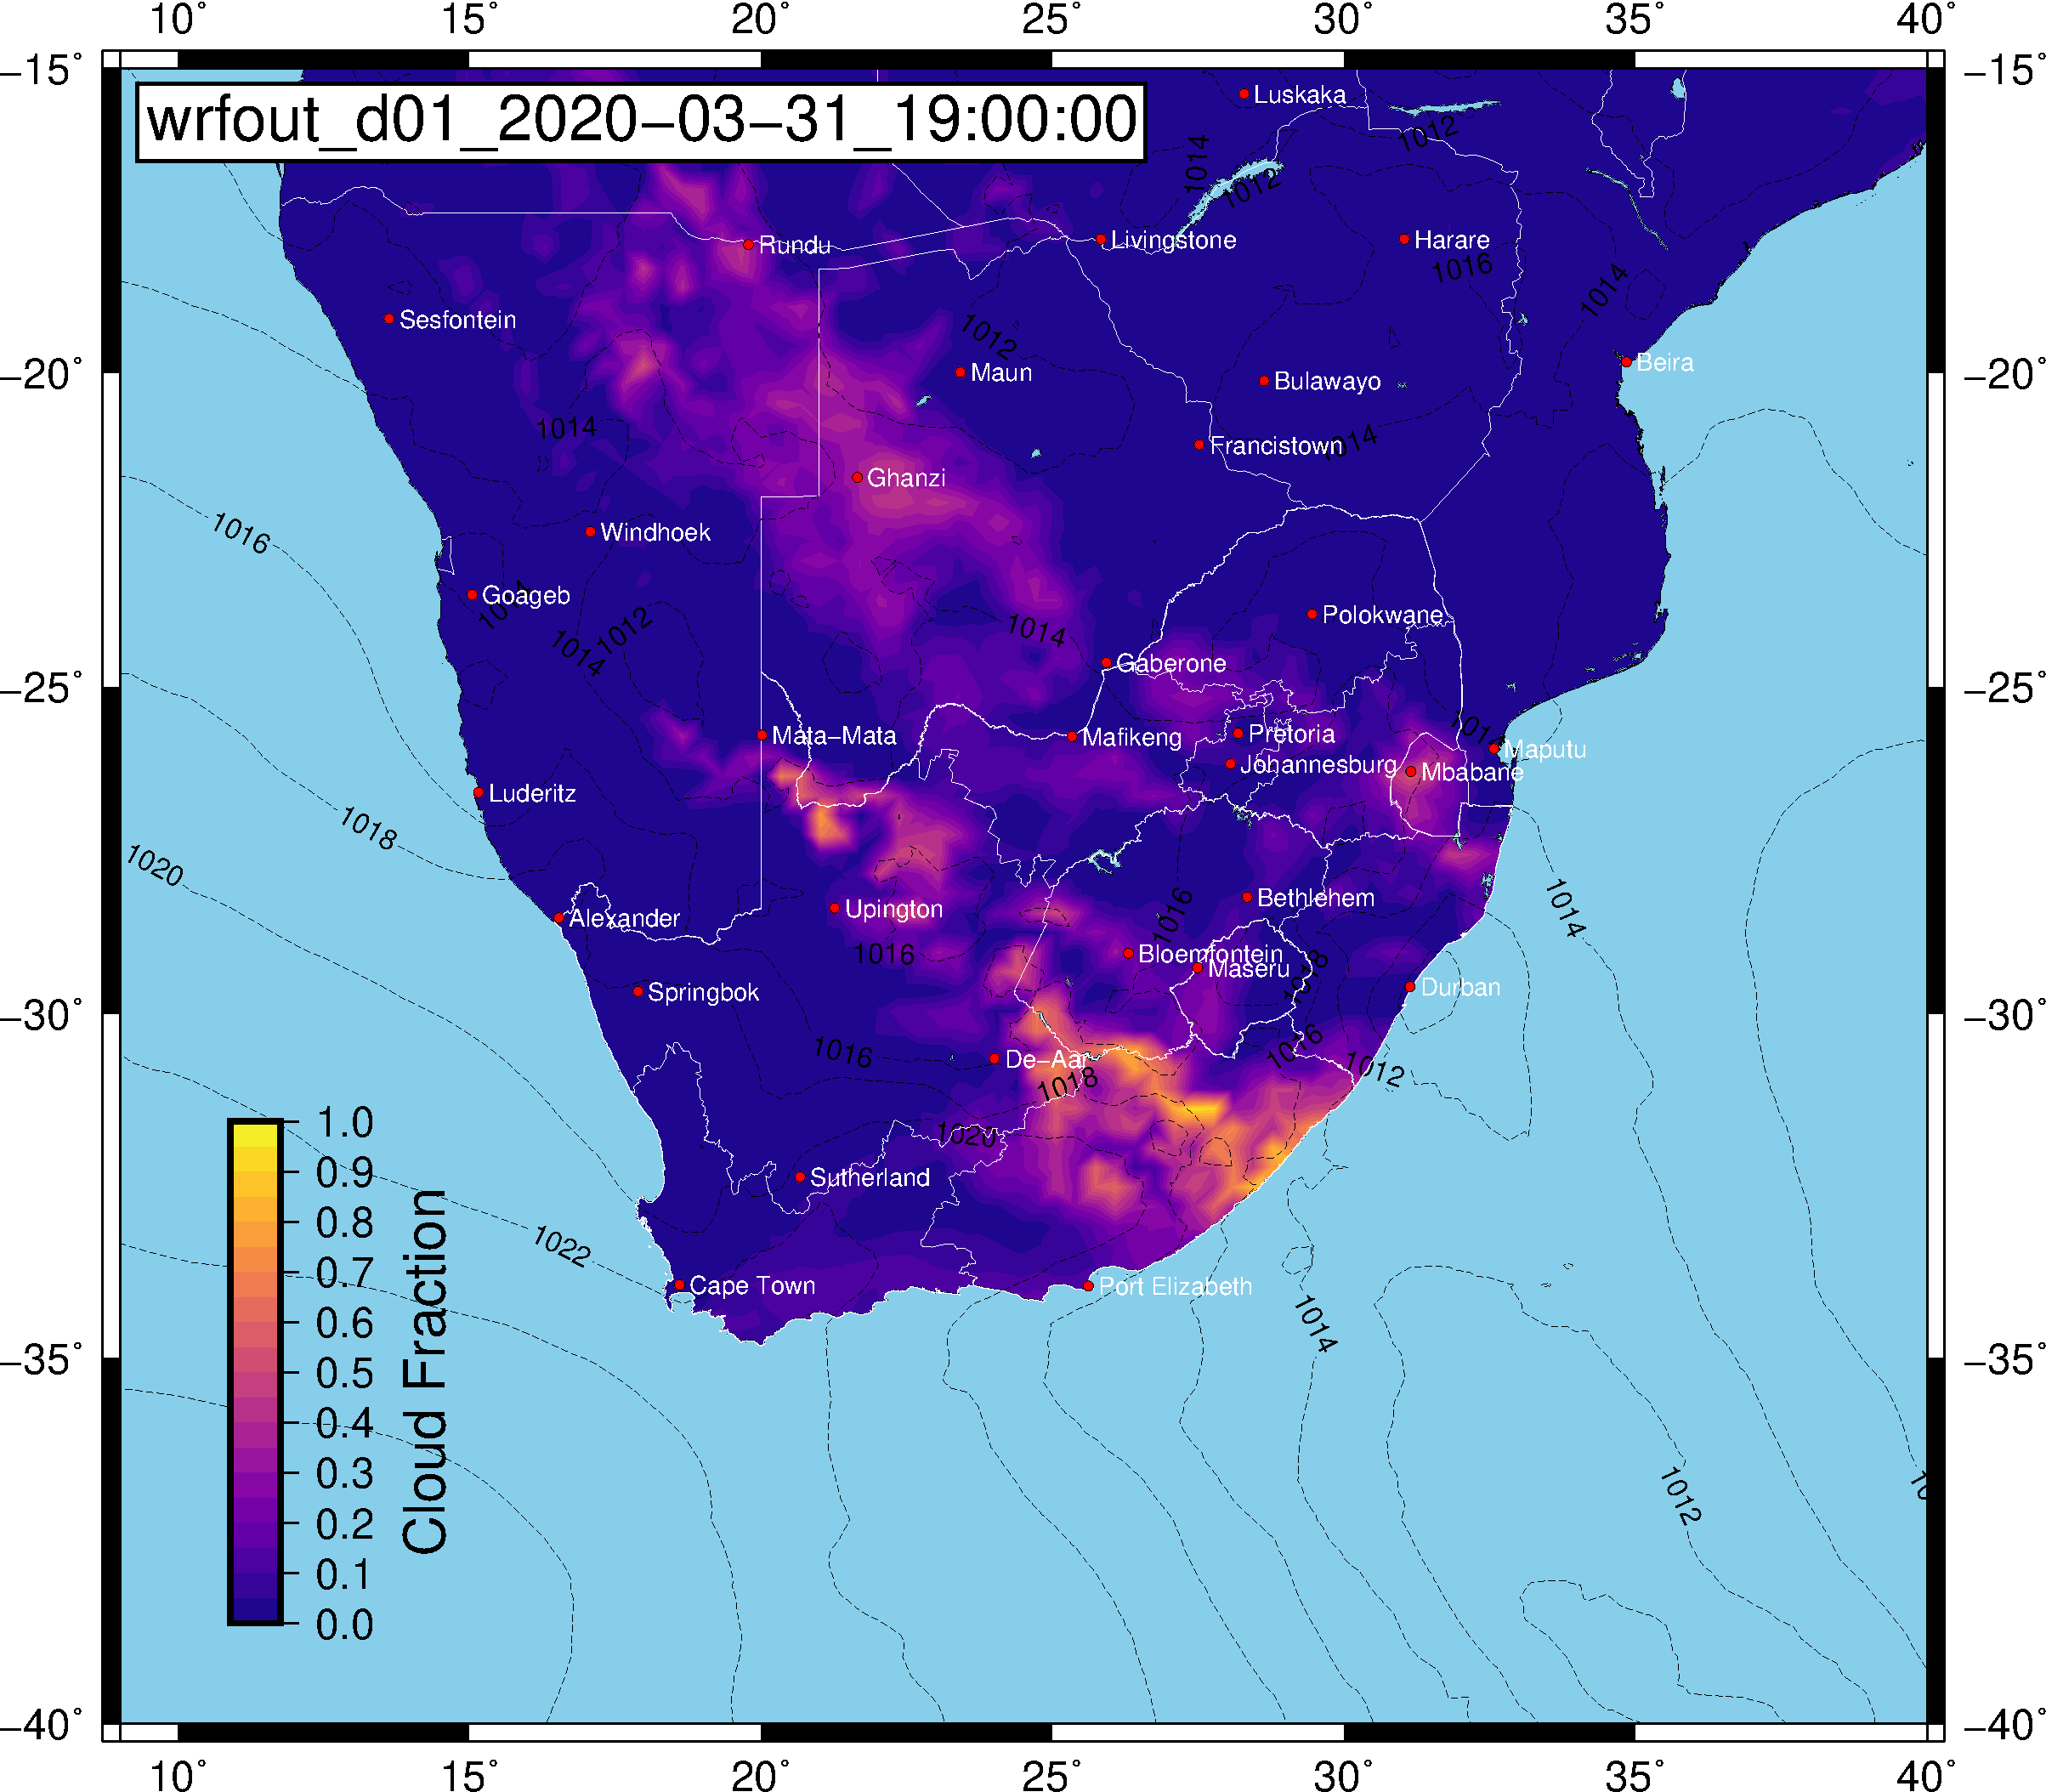 10° 15° 20° 25° 30° 35° 40°
−15° −15°
wrfout_d01_2020−03−31_19:00:00
Luskaka
1012
1014
1012
Rundu
Livingstone
Harare
1016
1014
Sesfontein
1012
Beira
−20° −20°
Maun
Bulawayo
1014
1014
Francistown
Ghanzi
1016
Windhoek
Goageb
1012
1014
1014
Polokwane
Gaberone
−25° −25°
1014
Mata−Mata
Mafikeng
Pretoria
Maputu
Johannesburg
Mbabane
Luderitz
1018
1020
Bethlehem
1014
Upington
1016
Alexander
1016
Bloemfontein
Maseru
1018
Durban
Springbok
−30° −30°
1016
De−Aar
1016
1012
1018
1020
Sutherland
1022
Cape Town
Port Elizabeth
1014
−35° −35°
1012
1.0
0.9
0.8
0.7
0.6
0.5
0.4
0.3
0.2
0.1
0.0
Cloud Fraction
−40° −40°
10° 15° 20° 25° 30° 35° 40°